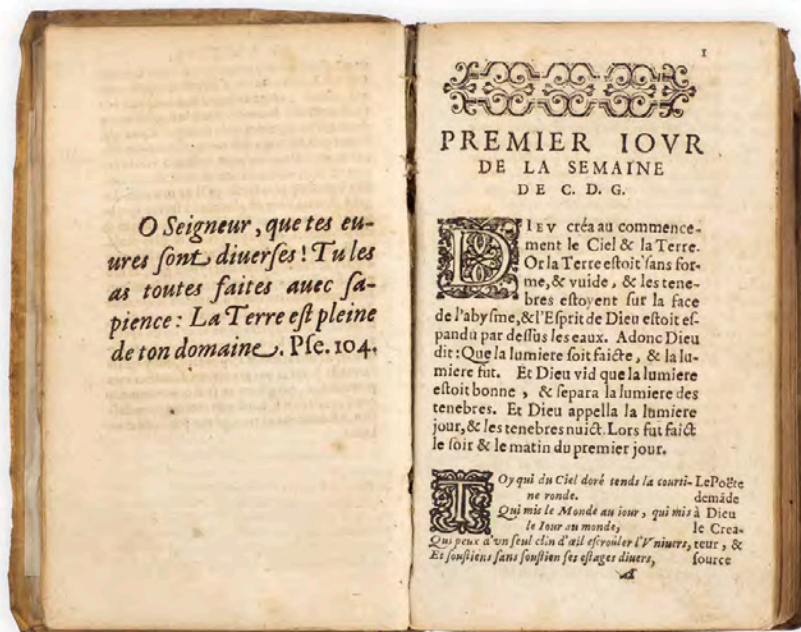 O Seigneur, que tes eu-
ures sont diuerses! Tu les
as toutes faites auec sa-
pience: La Terre est pleine
de ton domaine. Pse. 104.
1
PREMIER IOVR
DE LA SEMAINE
DE C. D. G.
DIEV créa au commence-
ment le Ciel & la Terre.
Or la Terre estoit sans for-
me, & vuide, & les tene-
bres estoyent sur la face
de l'abysme, & l'Esprit de Dieu estoit es-
pandu par dessus les eaux. Adonc Dieu
dit: Que la lumiere soit faicte, & la lu-
miere fut. Et Dieu vid que la lumiere
estoit bonne, & separa la lumiere des
tenebres. Et Dieu appella la lumiere
jour, & les tenebres nuict. Lors fut faict
le soir & le matin du premier jour.
TOy qui du Ciel doré tends la courti-
ne ronde.
Qui mis le Monde au iour, qui mis
le Iour au monde,
Qui peux d'vn seul clin d'œil escrouler l'Vniuers,
Et soustiens sans soustien ses estages diuers,
Le Poëte
demãde
à Dieu
le Crea-
teur, &
source
A